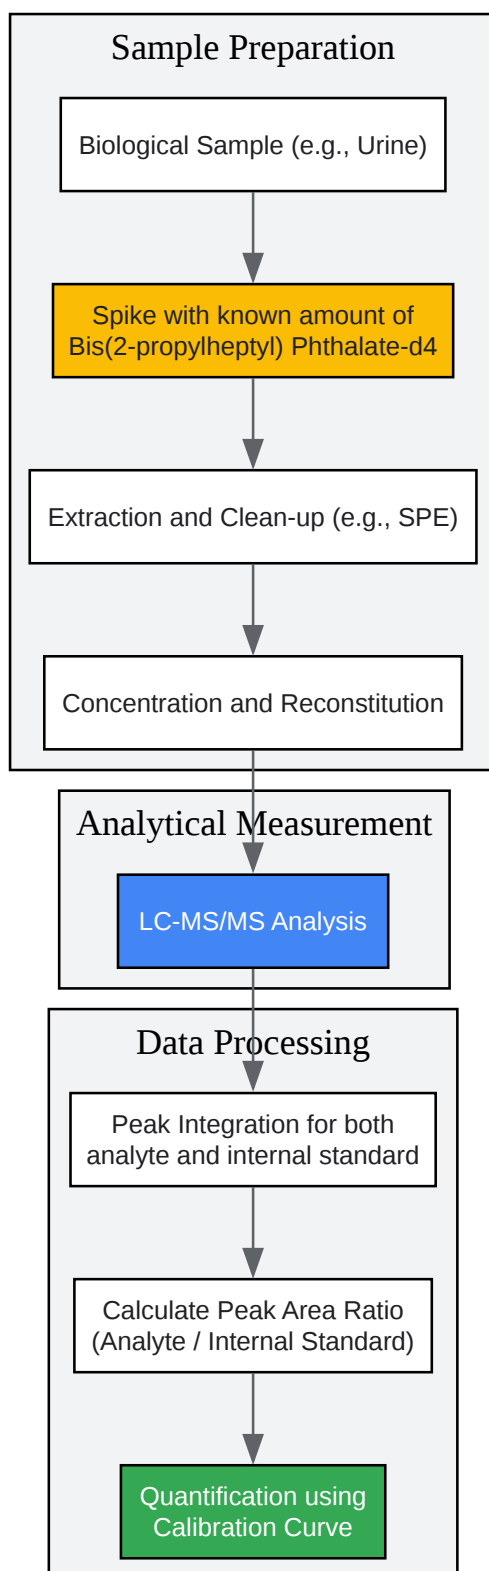 Sample Preparation
Biological Sample (e.g., Urine)
Spike with known amount of
Bis(2-propylheptyl) Phthalate-d4
Extraction and Clean-up (e.g., SPE)
Concentration and Reconstitution
Analytical Measurement
LC-MS/MS Analysis
Data Processing
Peak Integration for both
analyte and internal standard
Calculate Peak Area Ratio
(Analyte / Internal Standard)
Quantification using
Calibration Curve